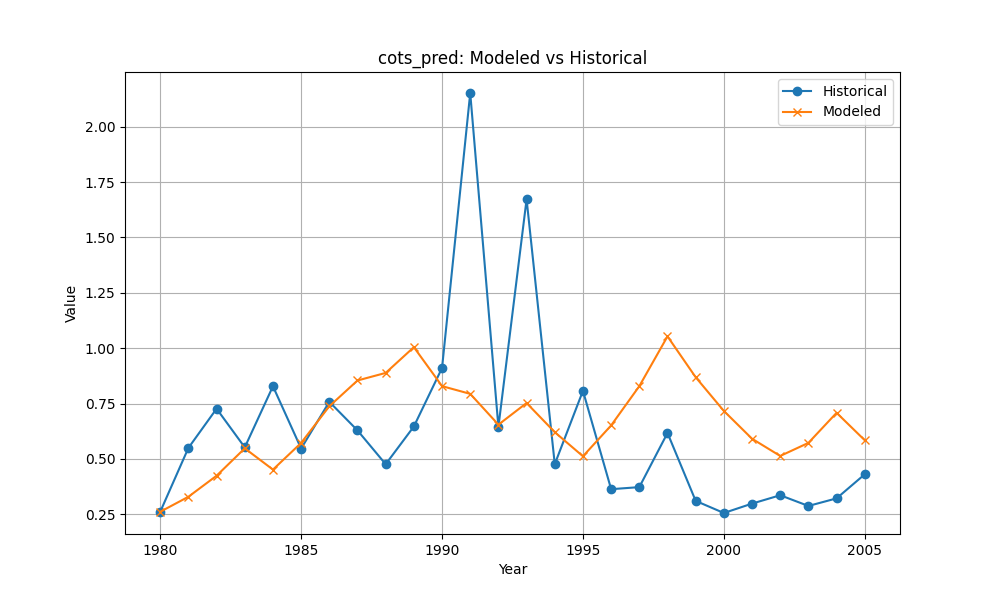 cots_pred: Modeled vs Historical
Historical
Modeled
Value
2.00
1.75
1.50
1.25
1.00
0.75
0.50
0.25
1980 1985 1990 1995 2000 2005
Year